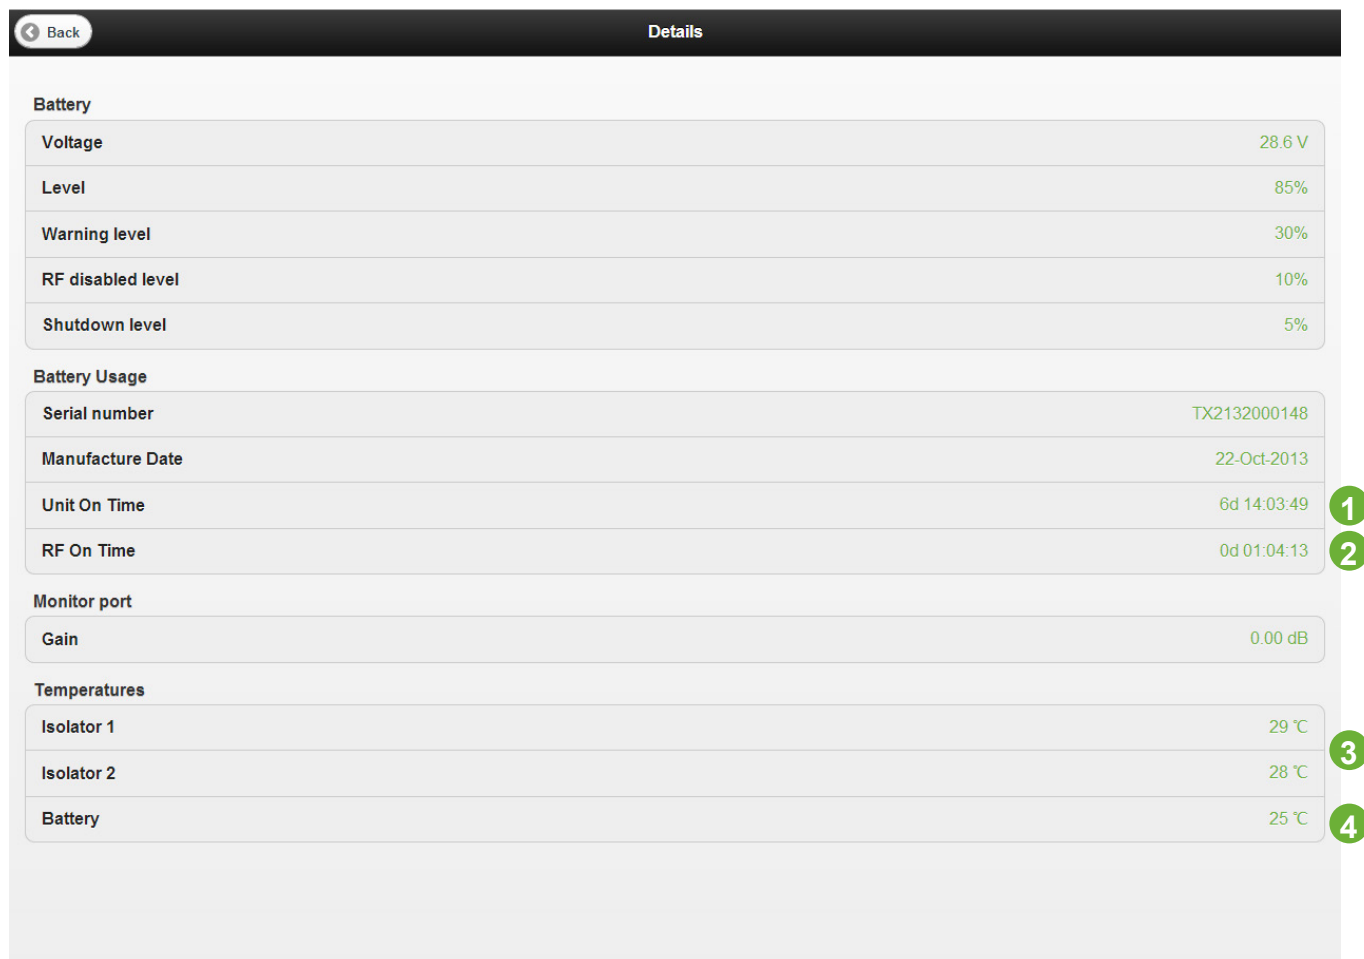 Back Details
Battery
Voltage 28.6 V
Level 85%
Warning level 30%
RF disabled level 10%
Shutdown level 5%
Battery Usage
Serial number TX2132000148
Manufacture Date 22-Oct-2013
Unit On Time 6d 14:03:49 1
RF On Time 0d 01:04:13 2
Monitor port
Gain 0.00 dB
Temperatures
Isolator 1 29 ℃
3
Isolator 2 28 ℃
Battery 25 ℃ 4